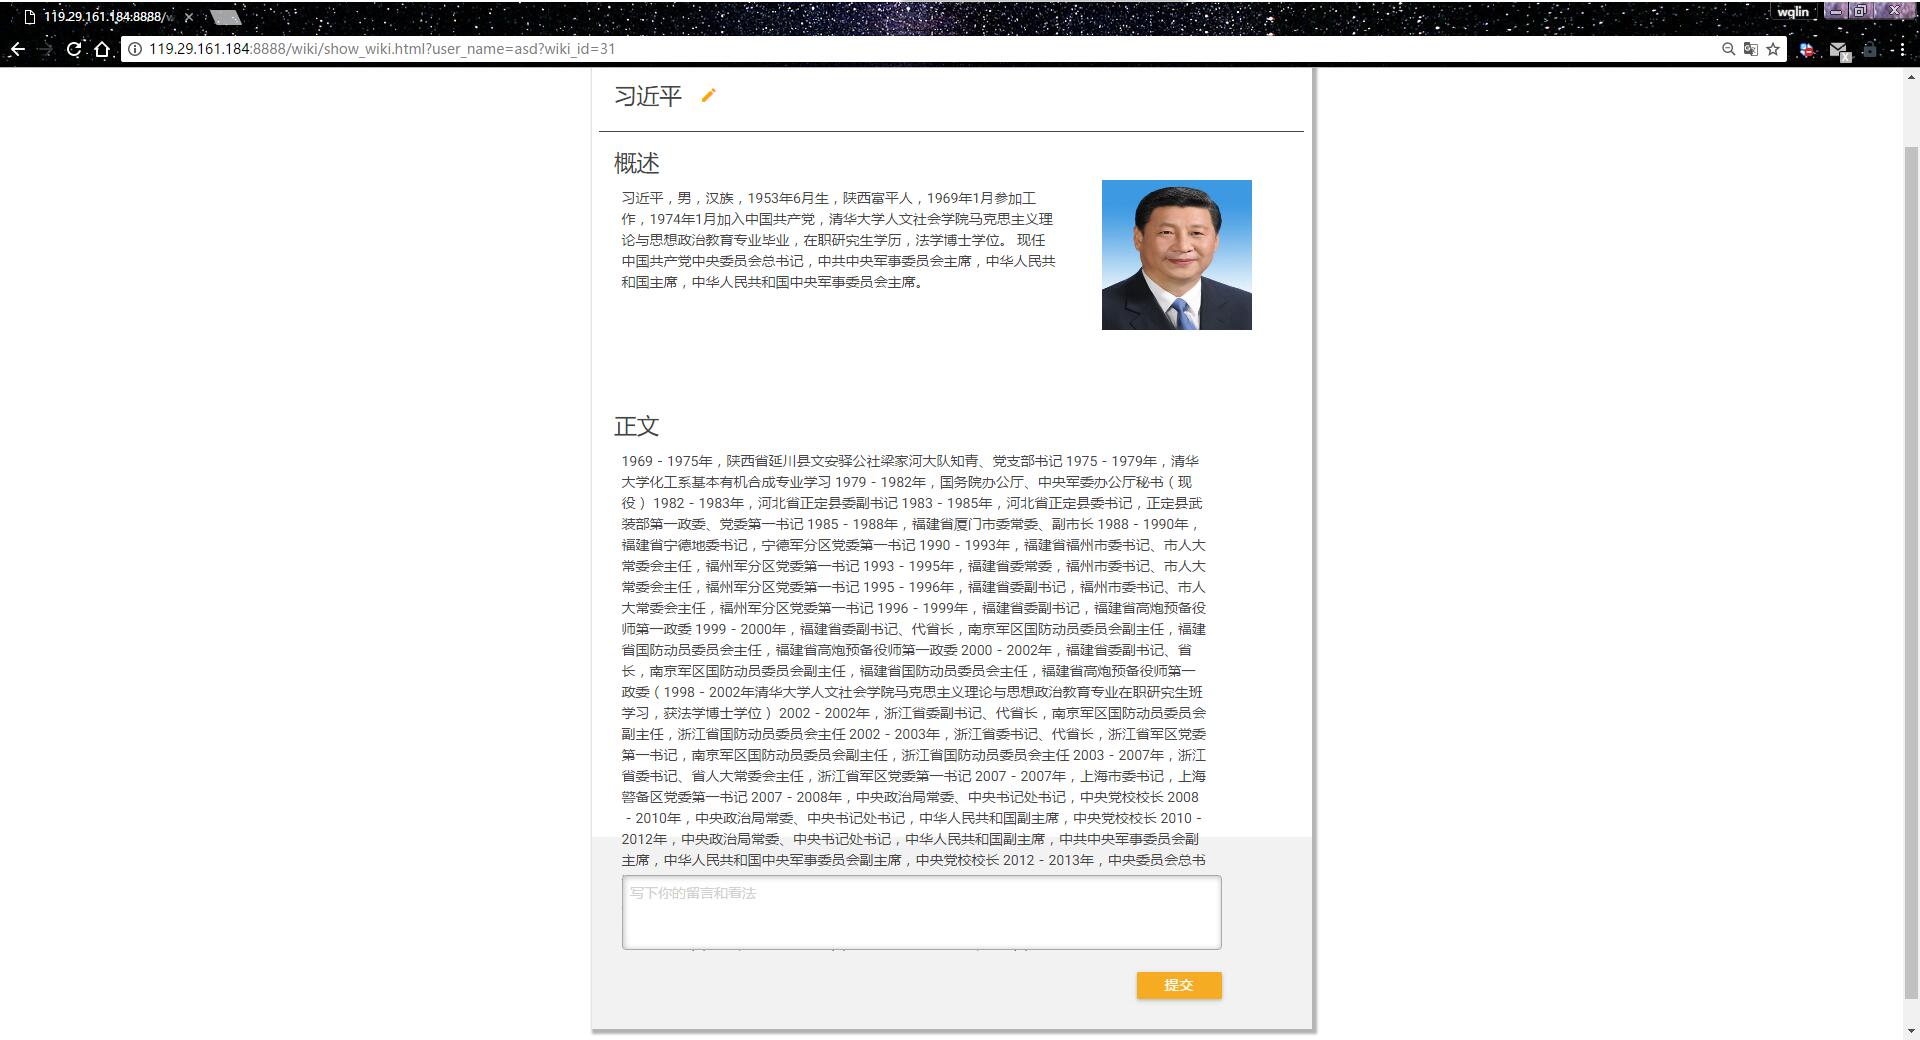 119.29.161.184:8888/w
wqlin
119.29.161.184:8888/wiki/show_wiki.html?user_name=asd?wiki_id=31
习近平
概述
习近平，男，汉族，1953年6月生，陕西富平人，1969年1月参加工
作，1974年1月加入中国共产党，清华大学人文社会学院马克思主义理
论与思想政治教育专业毕业，在职研究生学历，法学博士学位。 现任
中国共产党中央委员会总书记，中共中央军事委员会主席，中华人民共
和国主席，中华人民共和国中央军事委员会主席。
正文
1969－1975年，陕西省延川县文安驿公社梁家河大队知青、党支部书记 1975－1979年，清华
大学化工系基本有机合成专业学习 1979－1982年，国务院办公厅、中央军委办公厅秘书（现
役） 1982－1983年，河北省正定县委副书记 1983－1985年，河北省正定县委书记，正定县武
装部第一政委、党委第一书记 1985－1988年，福建省厦门市委常委、副市长 1988－1990年，
福建省宁德地委书记，宁德军分区党委第一书记 1990－1993年，福建省福州市委书记、市人大
常委会主任，福州军分区党委第一书记 1993－1995年，福建省委常委，福州市委书记、市人大
常委会主任，福州军分区党委第一书记 1995－1996年，福建省委副书记，福州市委书记、市人
大常委会主任，福州军分区党委第一书记 1996－1999年，福建省委副书记，福建省高炮预备役
师第一政委 1999－2000年，福建省委副书记、代省长，南京军区国防动员委员会副主任，福建
省国防动员委员会主任，福建省高炮预备役师第一政委 2000－2002年，福建省委副书记、省
长，南京军区国防动员委员会副主任，福建省国防动员委员会主任，福建省高炮预备役师第一
政委（1998－2002年清华大学人文社会学院马克思主义理论与思想政治教育专业在职研究生班
学习，获法学博士学位） 2002－2002年，浙江省委副书记、代省长，南京军区国防动员委员会
副主任，浙江省国防动员委员会主任 2002－2003年，浙江省委书记、代省长，浙江省军区党委
第一书记，南京军区国防动员委员会副主任，浙江省国防动员委员会主任 2003－2007年，浙江
省委书记、省人大常委会主任，浙江省军区党委第一书记 2007－2007年，上海市委书记，上海
警备区党委第一书记 2007－2008年，中央政治局常委、中央书记处书记，中央党校校长 2008
－2010年，中央政治局常委、中央书记处书记，中华人民共和国副主席，中央党校校长 2010－
2012年，中央政治局常委、中央书记处书记，中华人民共和国副主席，中共中央军事委员会副
主席，中华人民共和国中央军事委员会副主席，中央党校校长 2012－2013年，中央委员会总书
写下你的留言和看法
提交